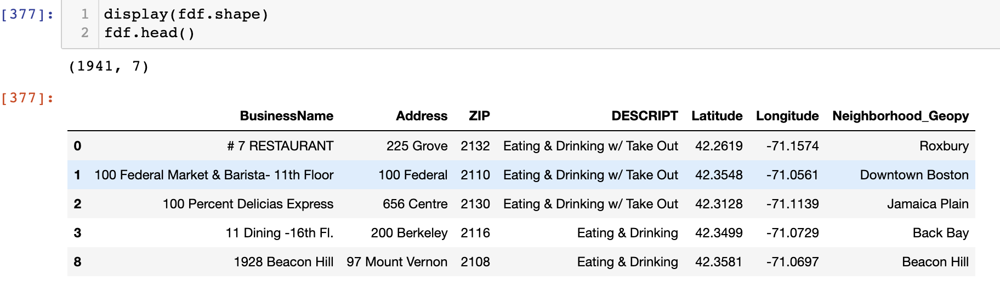 [377]: 1 display(fdf.shape)
2 fdf.head()
(1941, 7)
[377]:
BusinessName Address ZIP DESCRIPT Latitude Longitude Neighborhood_Geopy
0 # 7 RESTAURANT 225 Grove 2132 Eating & Drinking w/ Take Out 42.2619 -71.1574 Roxbury
1 100 Federal Market & Barista- 11th Floor 100 Federal 2110 Eating & Drinking w/ Take Out 42.3548 -71.0561 Downtown Boston
2 100 Percent Delicias Express 656 Centre 2130 Eating & Drinking w/ Take Out 42.3128 -71.1139 Jamaica Plain
3 11 Dining -16th Fl. 200 Berkeley 2116 Eating & Drinking 42.3499 -71.0729 Back Bay
8 1928 Beacon Hill 97 Mount Vernon 2108 Eating & Drinking 42.3581 -71.0697 Beacon Hill